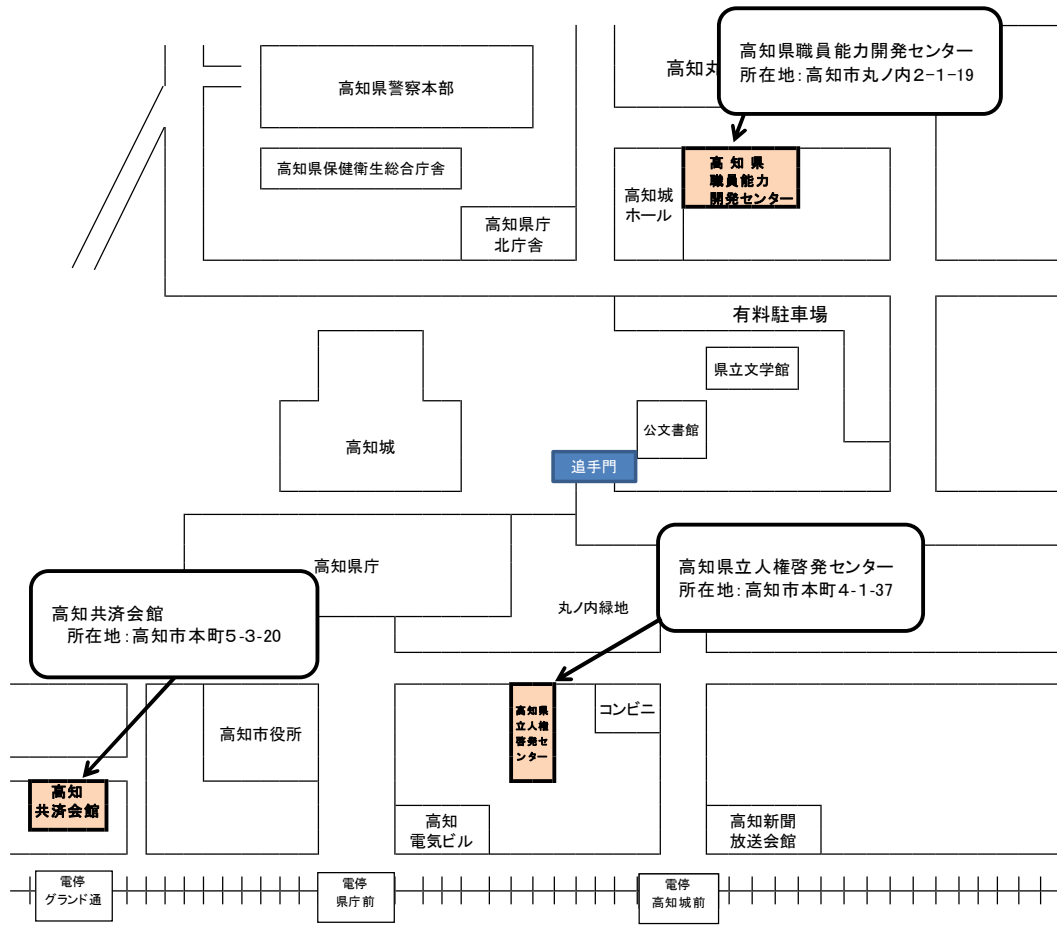 高知県職員能力開発センター
所在地：高知市丸ノ内２－１－19
高知丸
高知県警察本部
高知県保健衛生総合庁舎
高知県庁
北庁舎
高知城
ホール
高 知 県
職員能力
開発センター
有料駐車場
県立文学館
公文書館
高知城
追手門
高知県庁
高知県立人権啓発センター
所在地：高知市本町４-１-37
丸ノ内緑地
高知共済会館
所在地：高知市本町５-３-20
高知市役所
高知県
立人権
啓発セ
ンター
コンビニ
高知
共済会館
高知
電気ビル
高知新聞
放送会館
電停
グランド通
電停
県庁前
電停
高知城前